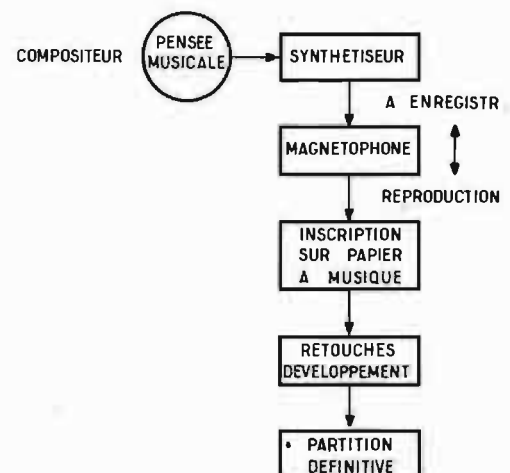 COMPOSITEUR
PENSEE
MUSICALE
SYNTHETISEUR
A ENREGISTR
MAGNETOPHONE
REPRODUCTION
INSCRIPTION
SUR PAPIER
A MUSIQUE
RETOUCHES
DEVELOPPEMENT
PARTITION
DEFINITIVE